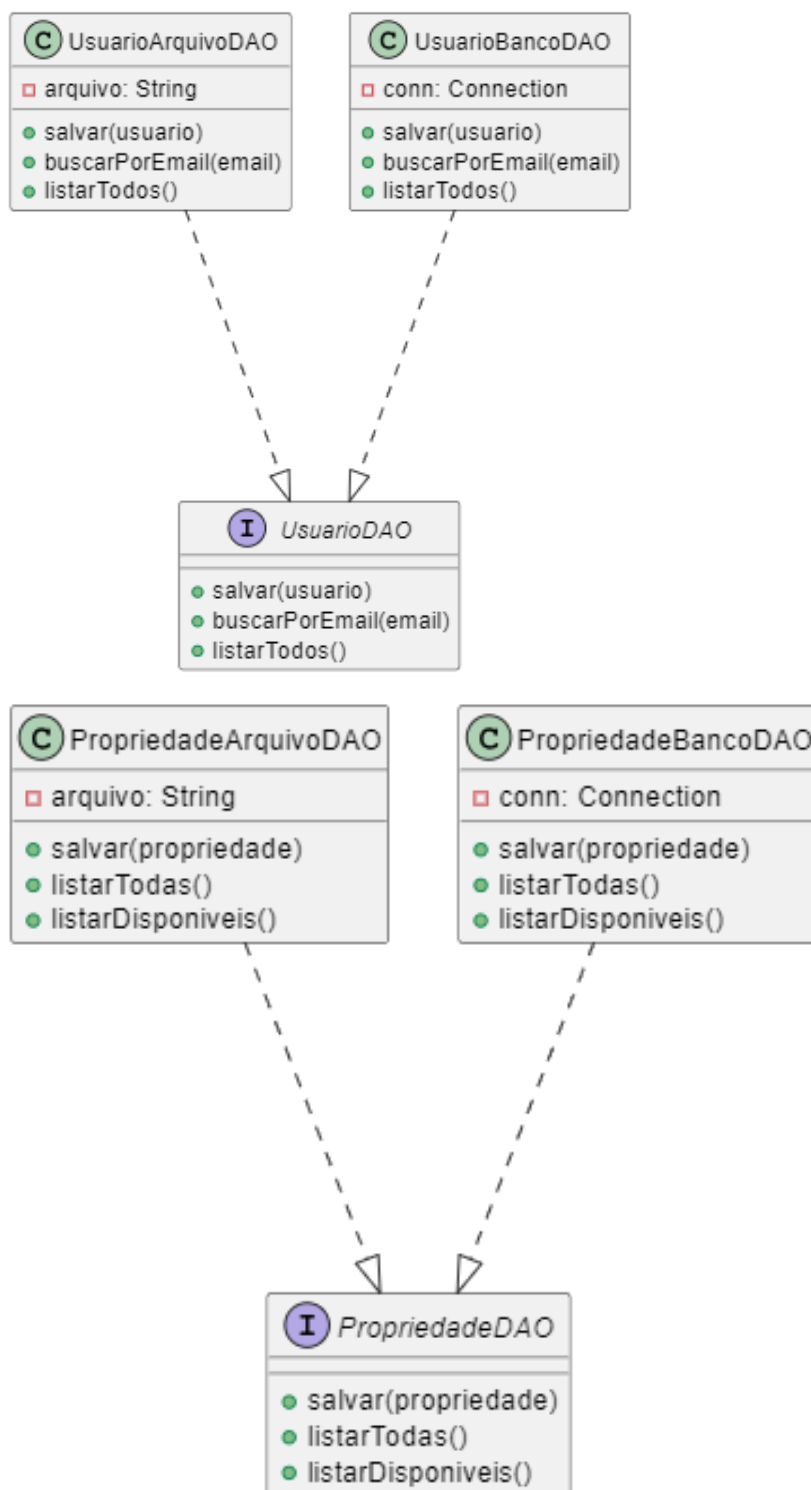 C UsuarioArquivoDAO
arquivo: String
salvar(usuario)
buscarPorEmail(email)
listarTodos()
C UsuarioBancoDAO
conn: Connection
salvar(usuario)
buscarPorEmail(email)
listarTodos()
I UsuarioDAO
salvar(usuario)
buscarPorEmail(email)
listarTodos()
C PropriedadeArquivoDAO
arquivo: String
salvar(propriedade)
listarTodas()
listarDisponiveis()
C PropriedadeBancoDAO
conn: Connection
salvar(propriedade)
listarTodas()
listarDisponiveis()
I PropriedadeDAO
salvar(propriedade)
listarTodas()
listarDisponiveis()